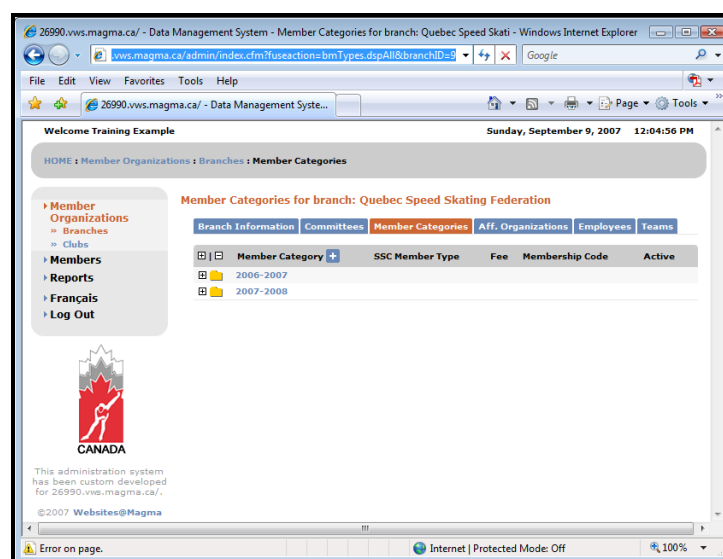 26990.vws.magma.ca/ - Data Management System - Member Categories for branch: Quebec Speed Skati - Windows Internet Explorer
.vws.magma.ca/admin/index.cfm?fuseaction=bmTypes.dspAll&branchID=9
Google
File Edit View Favorites Tools Help
26990.vws.magma.ca/ - Data Management Syste...
Page Tools »
Welcome Training Example Sunday, September 9, 2007 12:04:56 PM
HOME : Member Organizations : Branches : Member Categories
Member Organizations
» Branches
» Clubs
Members
Reports
Français
Log Out
CANADA
This administration system
has been custom developed
for 26990.vws.magma.ca/.
©2007 Websites@Magma
Member Categories for branch: Quebec Speed Skating Federation
Branch Information Committees Member Categories Aff. Organizations Employees Teams
Member Category + SSC Member Type Fee Membership Code Active
2006-2007
2007-2008
Error on page. Internet | Protected Mode: Off 100%